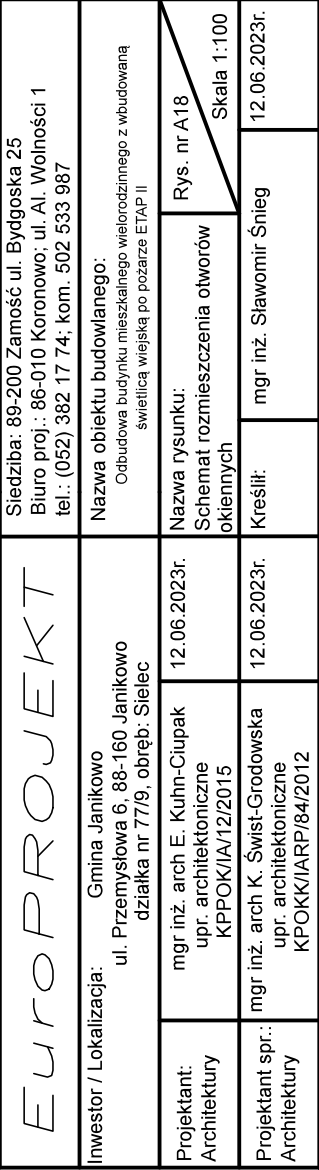 EuroPROJEKT
Siedziba: 89-200 Zamość ul. Bydgoska 25
Biuro proj.: 86-010 Koronowo; ul. Al. Wolności 1
tel.: (052) 382 17 74; kom. 502 533 987
Inwestor / Lokalizacja:
Gmina Janikowo
ul. Przemysłowa 6, 88-160 Janikowo
działka nr 77/9, obręb: Sielec
Nazwa obiektu budowlanego:
Odbudowa budynku mieszkalnego wielorodzinnego z wbudowaną
świetlicą wiejską po pożarze ETAP II
Projektant:
Architektury
mgr inż. arch E. Kuhn-Ciupak
upr. architektoniczne
KPPOK/IA/12/2015
12.06.2023r.
Nazwa rysunku:
Schemat rozmieszczenia otworów
okiennych
Rys. nr A18
Skala 1:100
Projektant spr.:
Architektury
mgr inż. arch K. Świst-Grodowska
upr. architektoniczne
KPOKK/IARP/84/2012
12.06.2023r.
Kreślił:
mgr inż. Sławomir Śnieg
12.06.2023r.